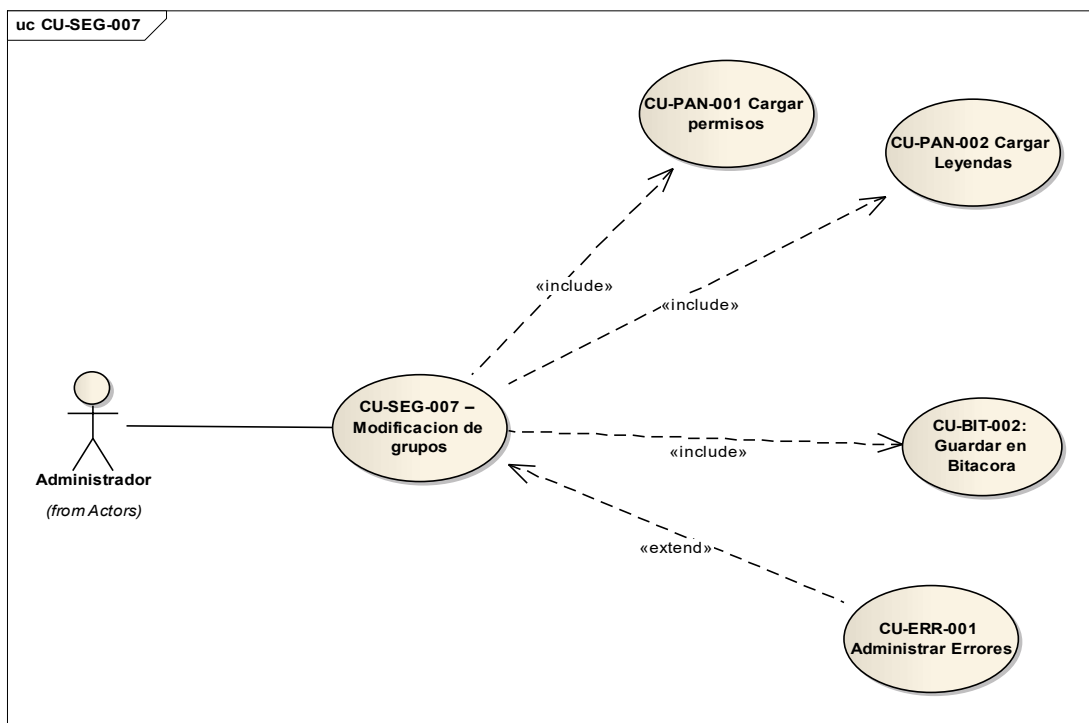 uc CU-SEG-007
CU-PAN-001 Cargar
permisos
CU-PAN-002 Cargar
Leyendas
«include»
«include»
CU-SEG-007 –
Modificacion de
grupos
CU-BIT-002:
Guardar en
Bitacora
«include»
Administrador
(from Actors)
«extend»
CU-ERR-001
Administrar Errores